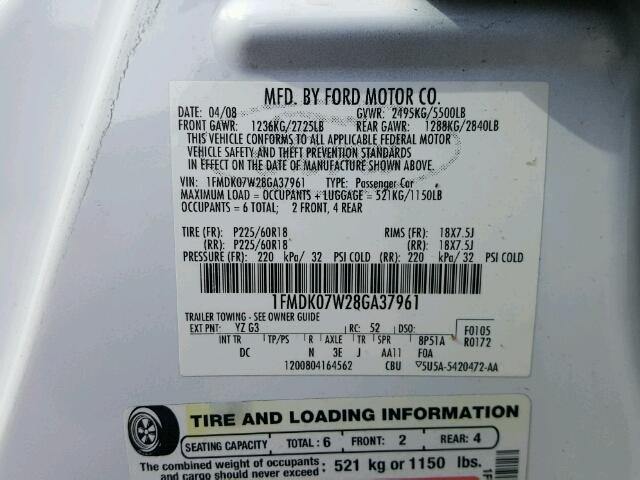 MFD. BY FORD MOTOR CO.
DATE: 04/08 GVWR: 2495KG/5500LB
FRONT GAWR: 1236KG/2725LB REAR GAWR: 1288KG/2840LB
THIS VEHICLE CONFORMS TO ALL APPLICABLE FEDERAL MOTOR
VEHICLE SAFETY AND THEFT PREVENTION STANDARDS
IN EFFECT ON THE DATE OF MANUFACTURE SHOWN ABOVE.
VIN: 1FMDK07W28GA37961 TYPE: Passenger Car
MAXIMUM LOAD = OCCUPANTS + LUGGAGE = 521KG/1150LB
OCCUPANTS = 6 TOTAL; 2 FRONT, 4 REAR
TIRE (FR): P225/60R18 RIMS (FR): 18X7.5J
(RR): P225/60R18 (RR): 18X7.5J
PRESSURE (FR): 220 kPa/ 32 PSI COLD (RR): 220 kPa/ 32 PSI COLD
1FMDK07W28GA37961
TRAILER TOWING - SEE OWNER GUIDE
EXT PNT: YZ G3 RC: 52 DSO: F0105
INT TR TP/PS R AXLE TR SPR 8P51A R0172
DC N 3E J AA11 F0A
1200804164562 CBU 5U5A-5420472-AA
TIRE AND LOADING INFORMATION
SEATING CAPACITY TOTAL: 6 FRONT: 2 REAR: 4
The combined weight of occupants
and cargo should never exceed : 521 kg or 1150 lbs.
1F